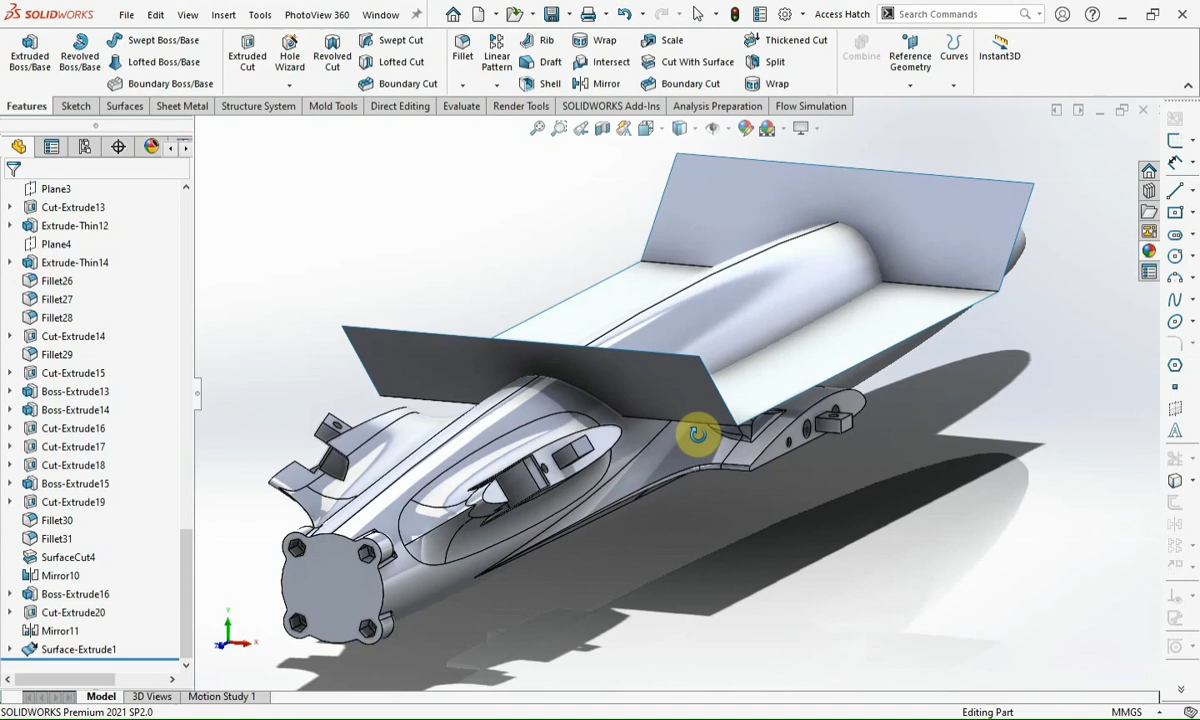 SOLIDWORKS File Edit View Insert Tools PhotoView 360 Window Access Hatch Search Commands
Extruded Boss/Base
Revolved Boss/Base
Swept Boss/Base
Lofted Boss/Base
Boundary Boss/Base
Extruded Cut
Hole Wizard
Revolved Cut
Swept Cut
Lofted Cut
Boundary Cut
Fillet
Linear Pattern
Rib
Draft
Shell
Wrap
Intersect
Mirror
Scale
Cut With Surface
Boundary Cut
Thickened Cut
Split
Wrap
Combine
Reference Geometry
Curves
Instant3D
Features Sketch Surfaces Sheet Metal Structure System Mold Tools Direct Editing Evaluate Render Tools SOLIDWORKS Add-Ins Analysis Preparation Flow Simulation
Plane3
Cut-Extrude13
Extrude-Thin12
Plane4
Extrude-Thin14
Fillet26
Fillet27
Fillet28
Cut-Extrude14
Fillet29
Cut-Extrude15
Boss-Extrude13
Boss-Extrude14
Cut-Extrude16
Cut-Extrude17
Cut-Extrude18
Boss-Extrude15
Cut-Extrude19
Fillet30
Fillet31
SurfaceCut4
Mirror10
Boss-Extrude16
Cut-Extrude20
Mirror11
Surface-Extrude1
Y
X
Model 3D Views Motion Study 1
SOLIDWORKS Premium 2021 SP2.0 Editing Part MMGS